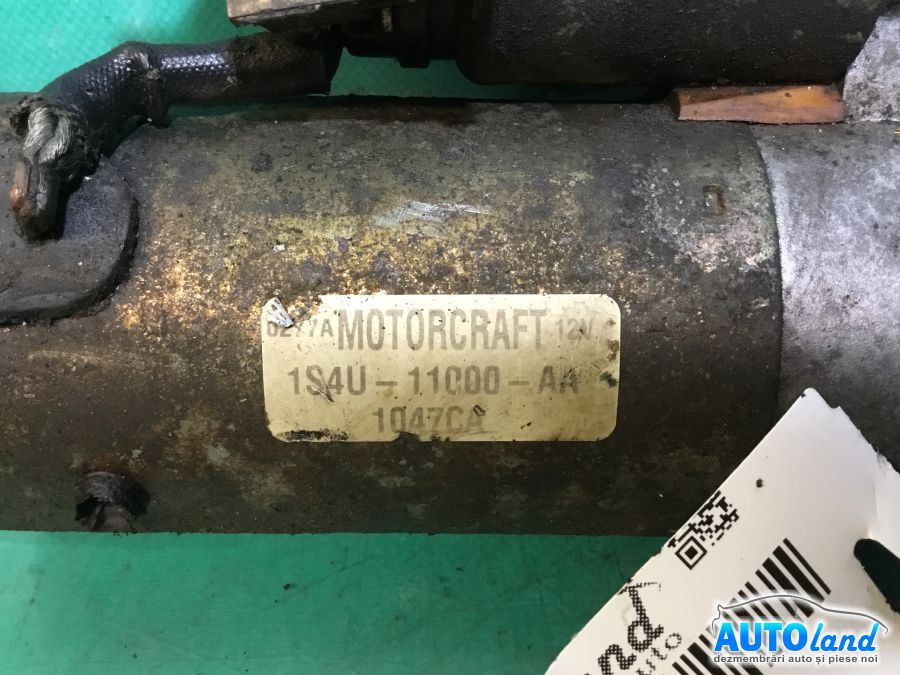 MOTORCRAFT 12V
1S4U-11000-AA
1047CA
AUTOland
dezmembrări auto și piese noi